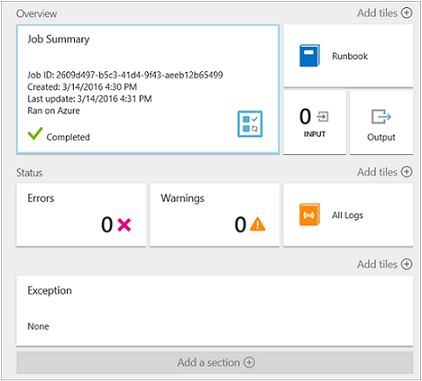 Overview
Add tiles
Job Summary
Job ID: 2609d497-b5c3-41d4-9f43-aeeb12b65499
Created: 3/14/2016 4:30 PM
Last update: 3/14/2016 4:31 PM
Ran on Azure
Completed
Runbook
0
INPUT
Output
Status
Add tiles
Errors
0
Warnings
0
All Logs
Add tiles
Exception
None
Add a section